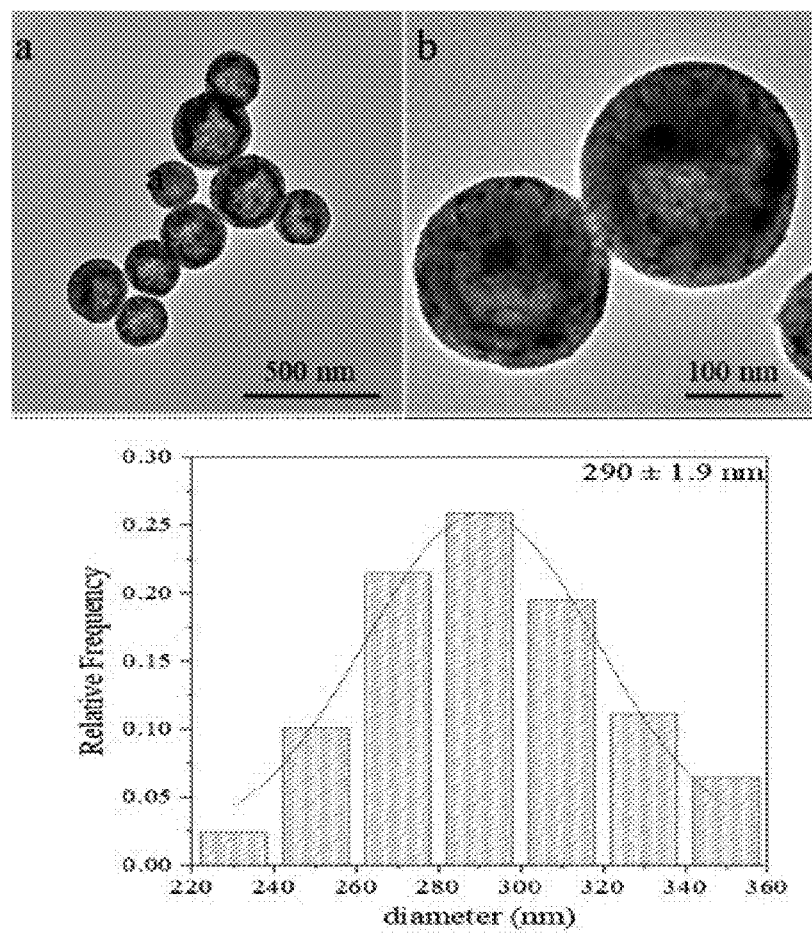 a
b
500 nm
100 nm
290 ± 1.9 nm
0.30
0.25
0.20
0.15
0.10
0.05
0.00
Relative Frequency
220 240 260 280 300 320 340 360
diameter (nm)